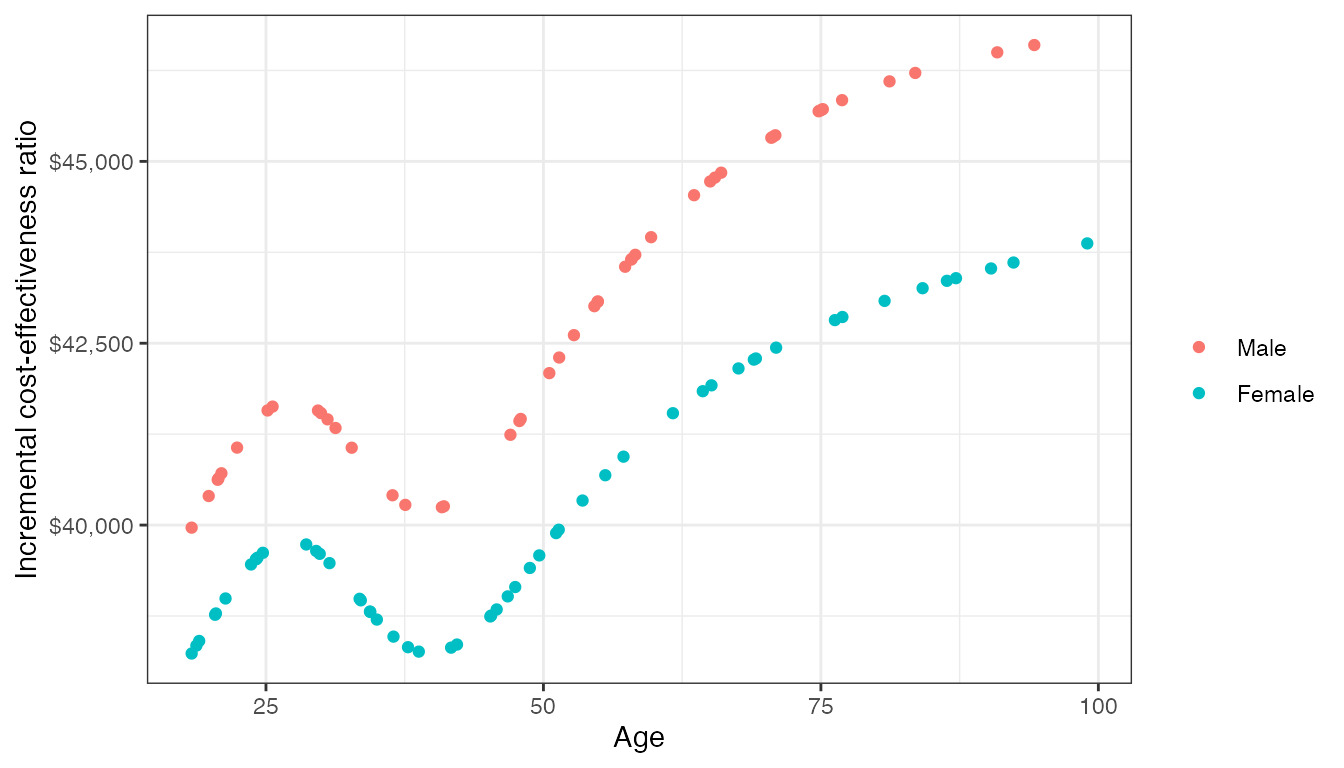 Incremental cost-effectiveness ratio
$45,000
$42,500
$40,000
25
50
75
100
Age
Male
Female